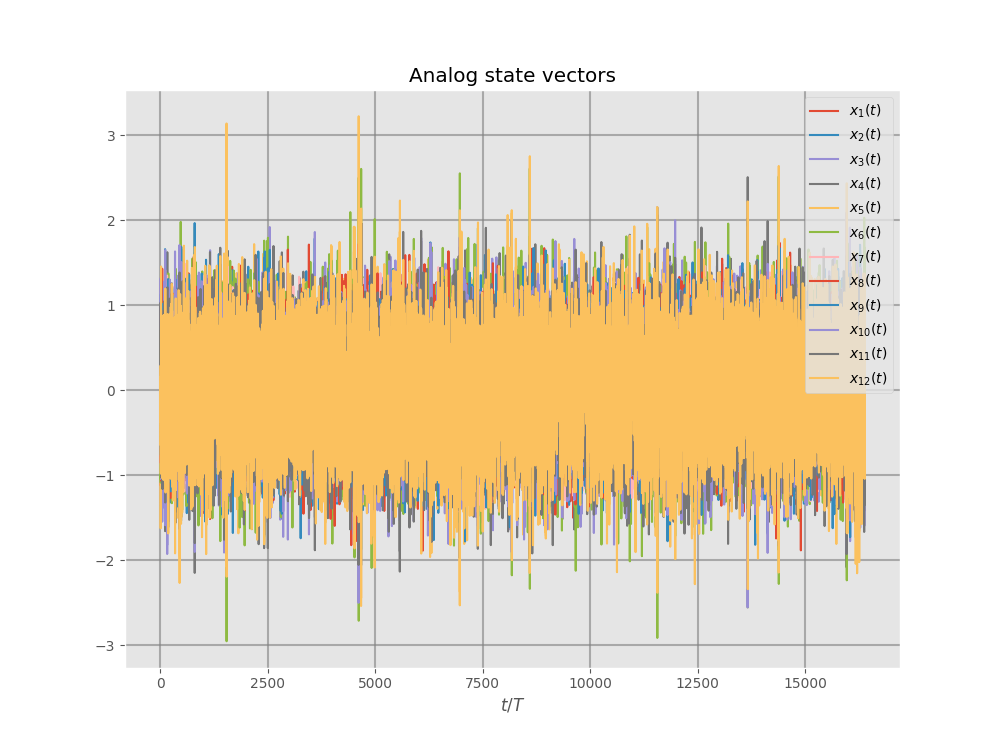 Analog state vectors
3
2
1
0
−1
−2
−3
0 2500 5000 7500 10000 12500 15000
t/T
x₁(t)
x₂(t)
x₃(t)
x₄(t)
x₅(t)
x₆(t)
x₇(t)
x₈(t)
x₉(t)
x₁₀(t)
x₁₁(t)
x₁₂(t)